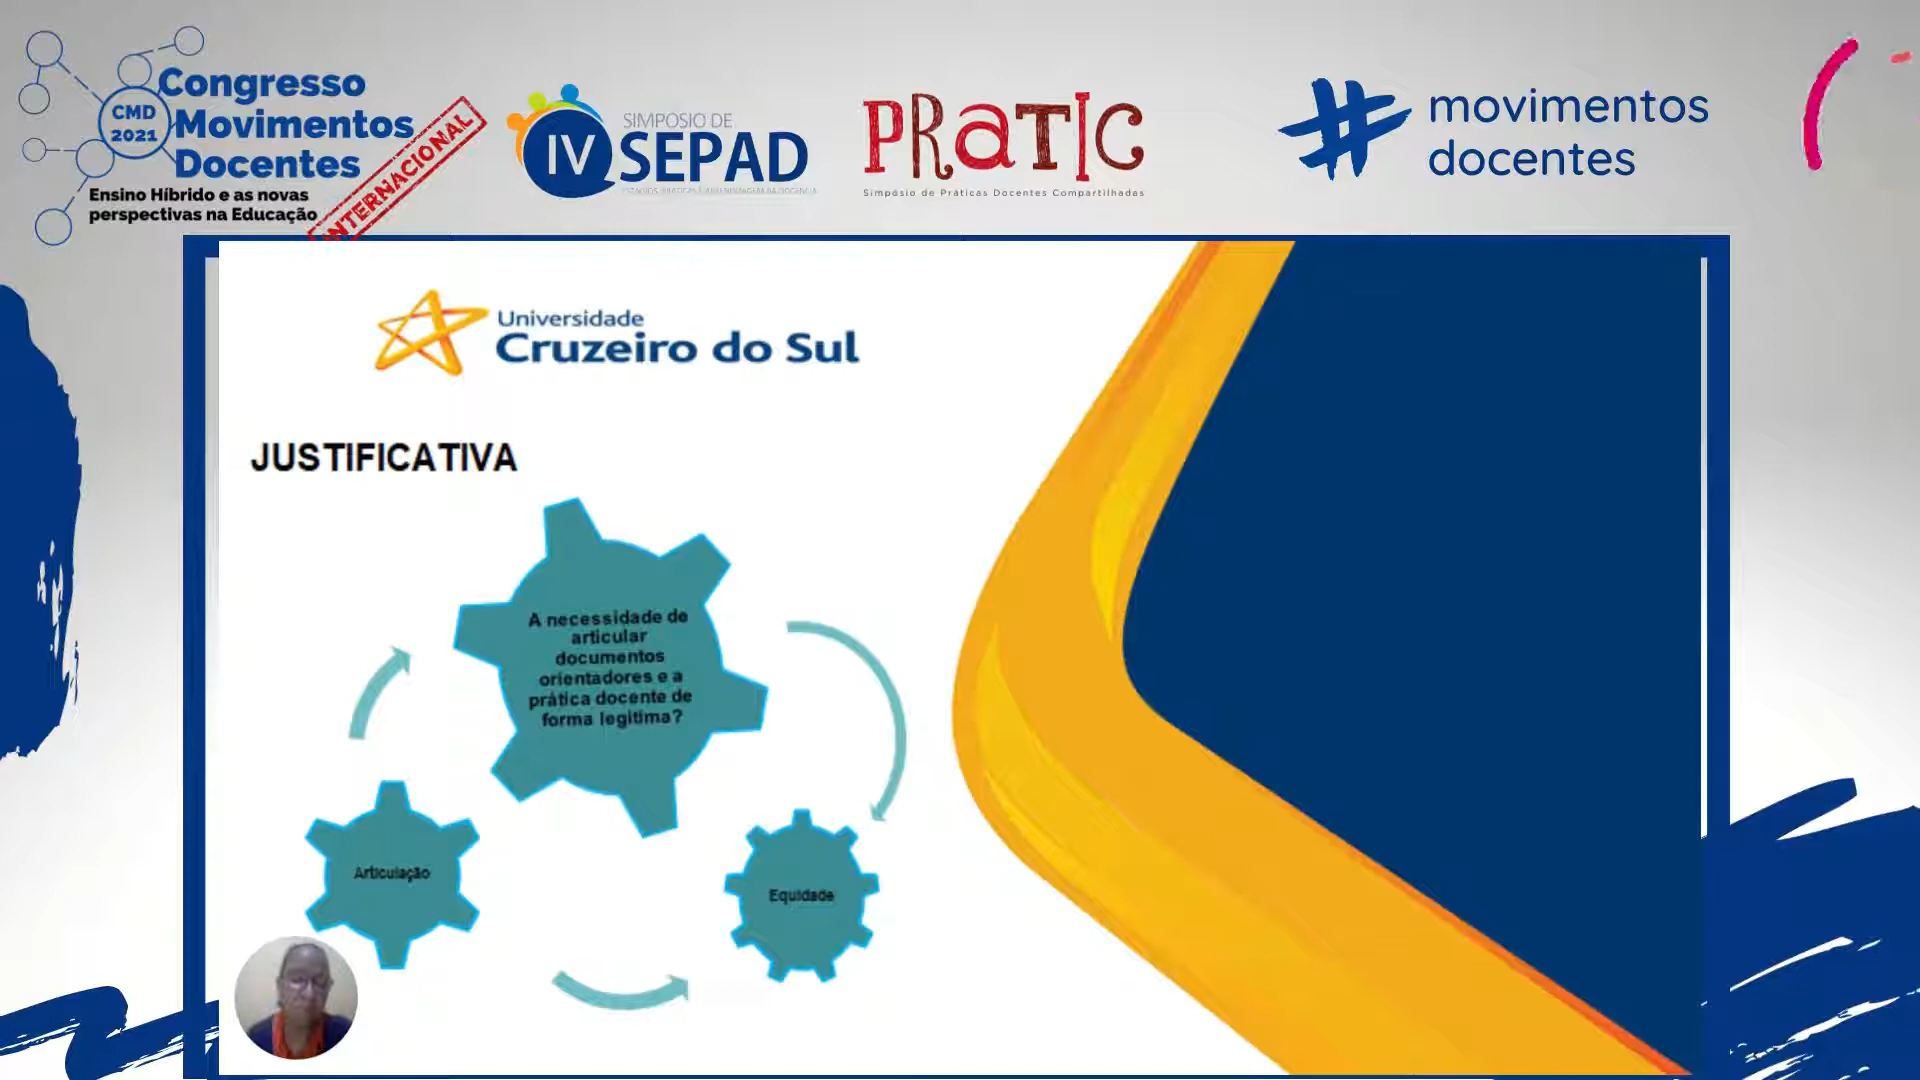 Congresso
CMD
2021
Movimentos
Docentes
Ensino Híbrido e as novas
perspectivas na Educação
INTERNACIONAL
IV
SIMPÓSIO DE
SEPAD
PRATIC
Simpósio de Práticas Docentes Compartilhadas
# movimentos
docentes
Universidade
Cruzeiro do Sul
JUSTIFICATIVA
A necessidade de
articular
documentos
orientadores e a
prática docente de
forma legitima?
Articulação
Equidade